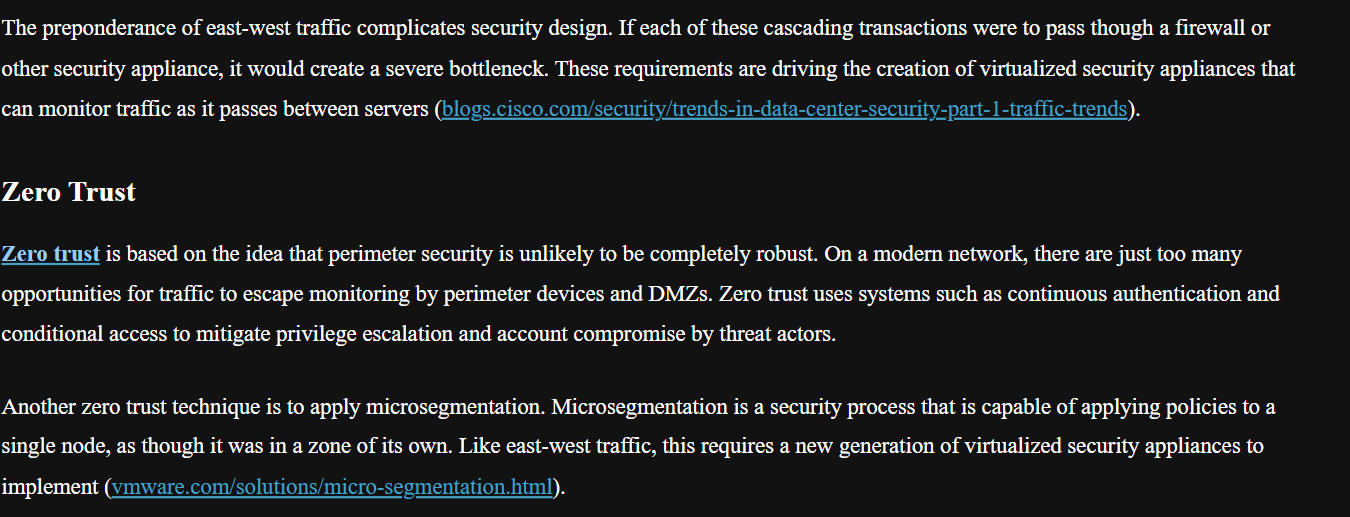 The preponderance of east-west traffic complicates security design. If each of these cascading transactions were to pass though a firewall or
other security appliance, it would create a severe bottleneck. These requirements are driving the creation of virtualized security appliances that
can monitor traffic as it passes between servers (blogs.cisco.com/security/trends-in-data-center-security-part-1-traffic-trends).
Zero Trust
Zero trust is based on the idea that perimeter security is unlikely to be completely robust. On a modern network, there are just too many
opportunities for traffic to escape monitoring by perimeter devices and DMZs. Zero trust uses systems such as continuous authentication and
conditional access to mitigate privilege escalation and account compromise by threat actors.
Another zero trust technique is to apply microsegmentation. Microsegmentation is a security process that is capable of applying policies to a
single node, as though it was in a zone of its own. Like east-west traffic, this requires a new generation of virtualized security appliances to
implement (vmware.com/solutions/micro-segmentation.html).